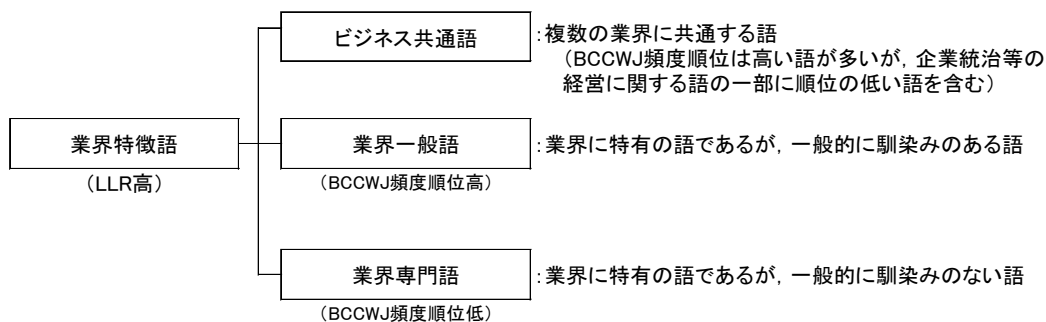 ビジネス共通語
:複数の業界に共通する語
(BCCWJ頻度順位は高い語が多いが,企業統治等の
経営に関する語の一部に順位の低い語を含む)
業界特徴語
(LLR高)
業界一般語
:業界に特有の語であるが,一般的に馴染みのある語
(BCCWJ頻度順位高)
業界専門語
:業界に特有の語であるが,一般的に馴染みのない語
(BCCWJ頻度順位低)